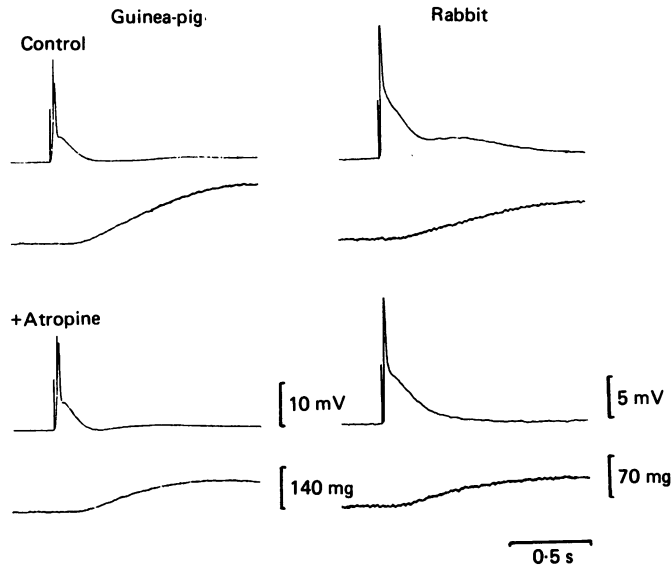 Guinea-pig
Rabbit
Control
+Atropine
10 mV
5 mV
140 mg
70 mg
0·5 s